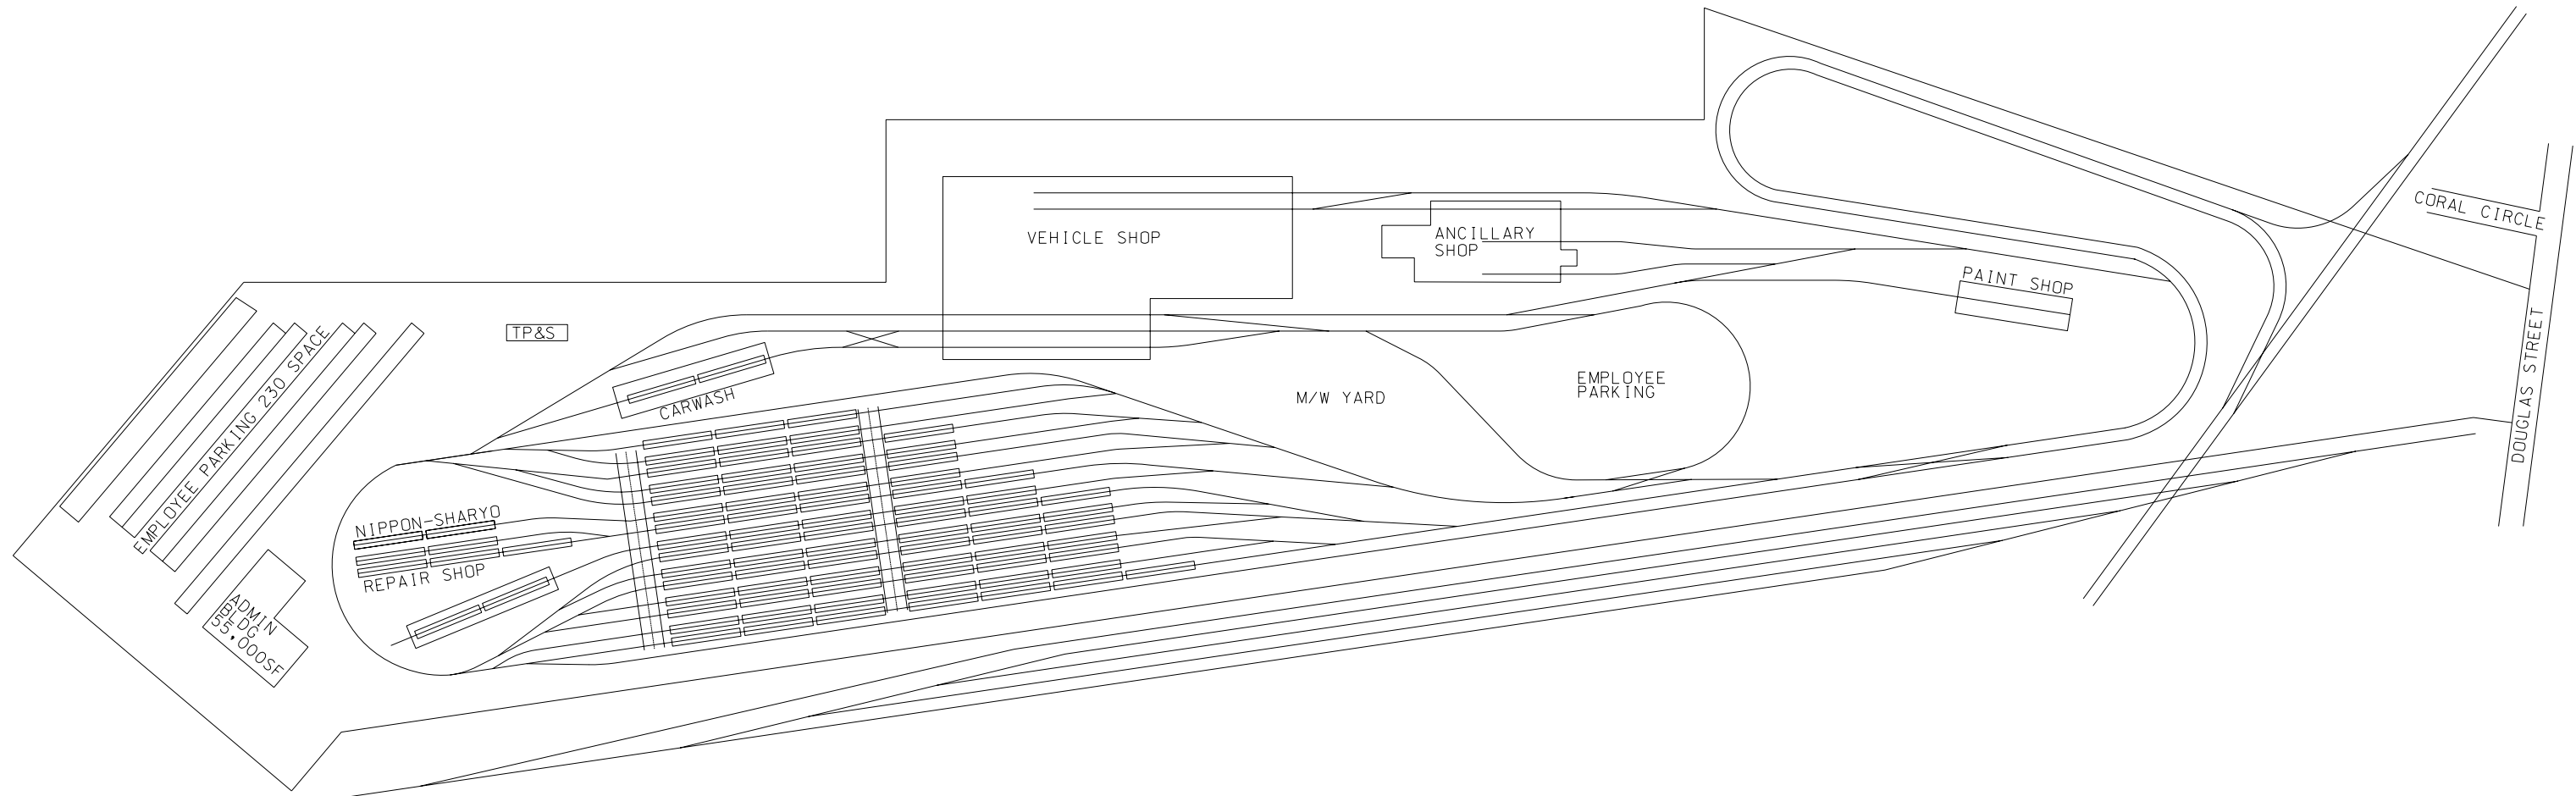 CORAL CIRCLE
VEHICLE SHOP
ANCILLARY
SHOP
PAINT SHOP
TP&S
DOUGLAS STREET
EMPLOYEE PARKING 230 SPACE
CARWASH
M/W YARD
EMPLOYEE
PARKING
NIPPON-SHARYO
REPAIR SHOP
ADMIN
BLDG
55,000SF